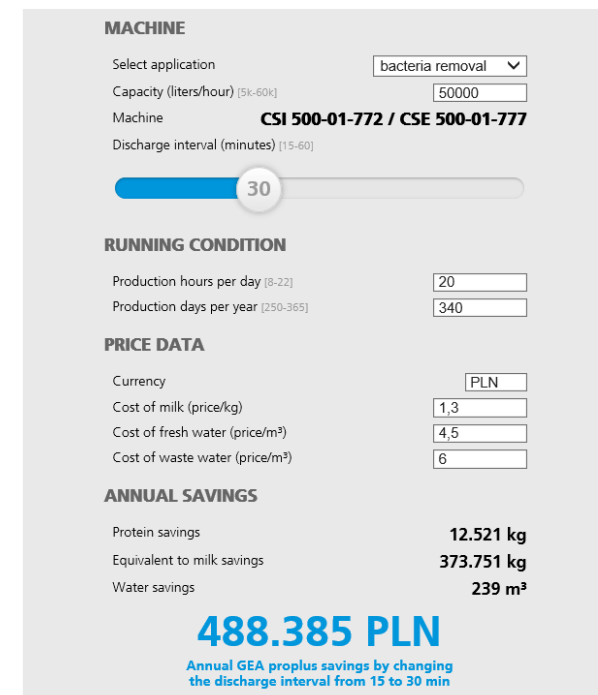 MACHINE
Select application bacteria removal
Capacity (liters/hour) [5k-60k] 50000
Machine CSI 500-01-772 / CSE 500-01-777
Discharge interval (minutes) [15-60]
30
RUNNING CONDITION
Production hours per day [8-22] 20
Production days per year [250-365] 340
PRICE DATA
Currency PLN
Cost of milk (price/kg) 1,3
Cost of fresh water (price/m³) 4,5
Cost of waste water (price/m³) 6
ANNUAL SAVINGS
Protein savings 12.521 kg
Equivalent to milk savings 373.751 kg
Water savings 239 m³
488.385 PLN
Annual GEA proplus savings by changing
the discharge interval from 15 to 30 min